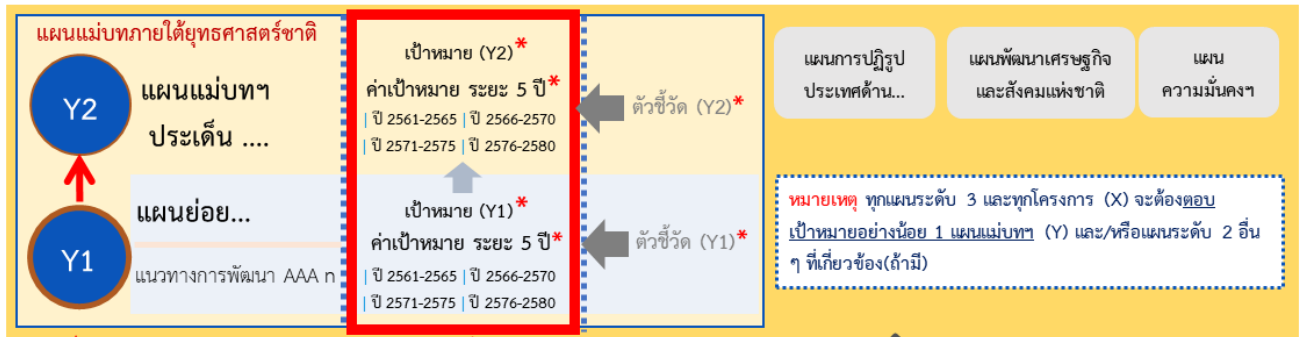 แผนแม่บทภายใต้ยุทธศาสตร์ชาติ
Y2
แผนแม่บทฯ
ประเด็น ....
เป้าหมาย (Y2)*
ค่าเป้าหมาย ระยะ 5 ปี*
| ปี 2561-2565 | ปี 2566-2570
| ปี 2571-2575 | ปี 2576-2580
ตัวชี้วัด (Y2)*
Y1
แผนย่อย...
แนวทางการพัฒนา AAA n
เป้าหมาย (Y1)*
ค่าเป้าหมาย ระยะ 5 ปี*
| ปี 2561-2565 | ปี 2566-2570
| ปี 2571-2575 | ปี 2576-2580
ตัวชี้วัด (Y1)*
แผนการปฏิรูป
ประเทศด้าน...
แผนพัฒนาเศรษฐกิจ
และสังคมแห่งชาติ
แผน
ความมั่นคงฯ
หมายเหตุ ทุกแผนระดับ 3 และทุกโครงการ (X) จะต้องตอบ
เป้าหมายอย่างน้อย 1 แผนแม่บทฯ (Y) และ/หรือแผนระดับ 2 อื่น
ๆ ที่เกี่ยวข้อง(ถ้ามี)